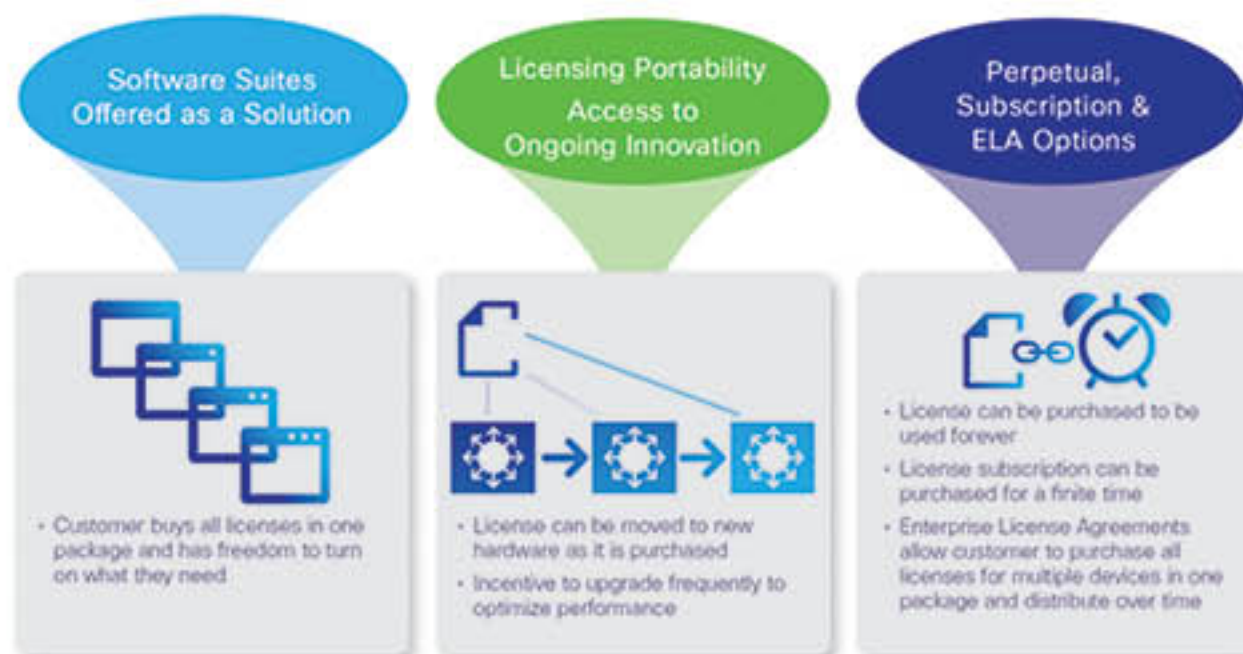 Software Suites
Offered as a Solution
• Customer buys all licenses in one
package and has freedom to turn
on what they need
Licensing Portability
Access to
Ongoing Innovation
• License can be moved to new
hardware as it is purchased
• Incentive to upgrade frequently to
optimize performance
Perpetual,
Subscription &
ELA Options
• License can be purchased to be
used forever
• License subscription can be
purchased for a finite time
• Enterprise License Agreements
allow customer to purchase all
licenses for multiple devices in one
package and distribute over time